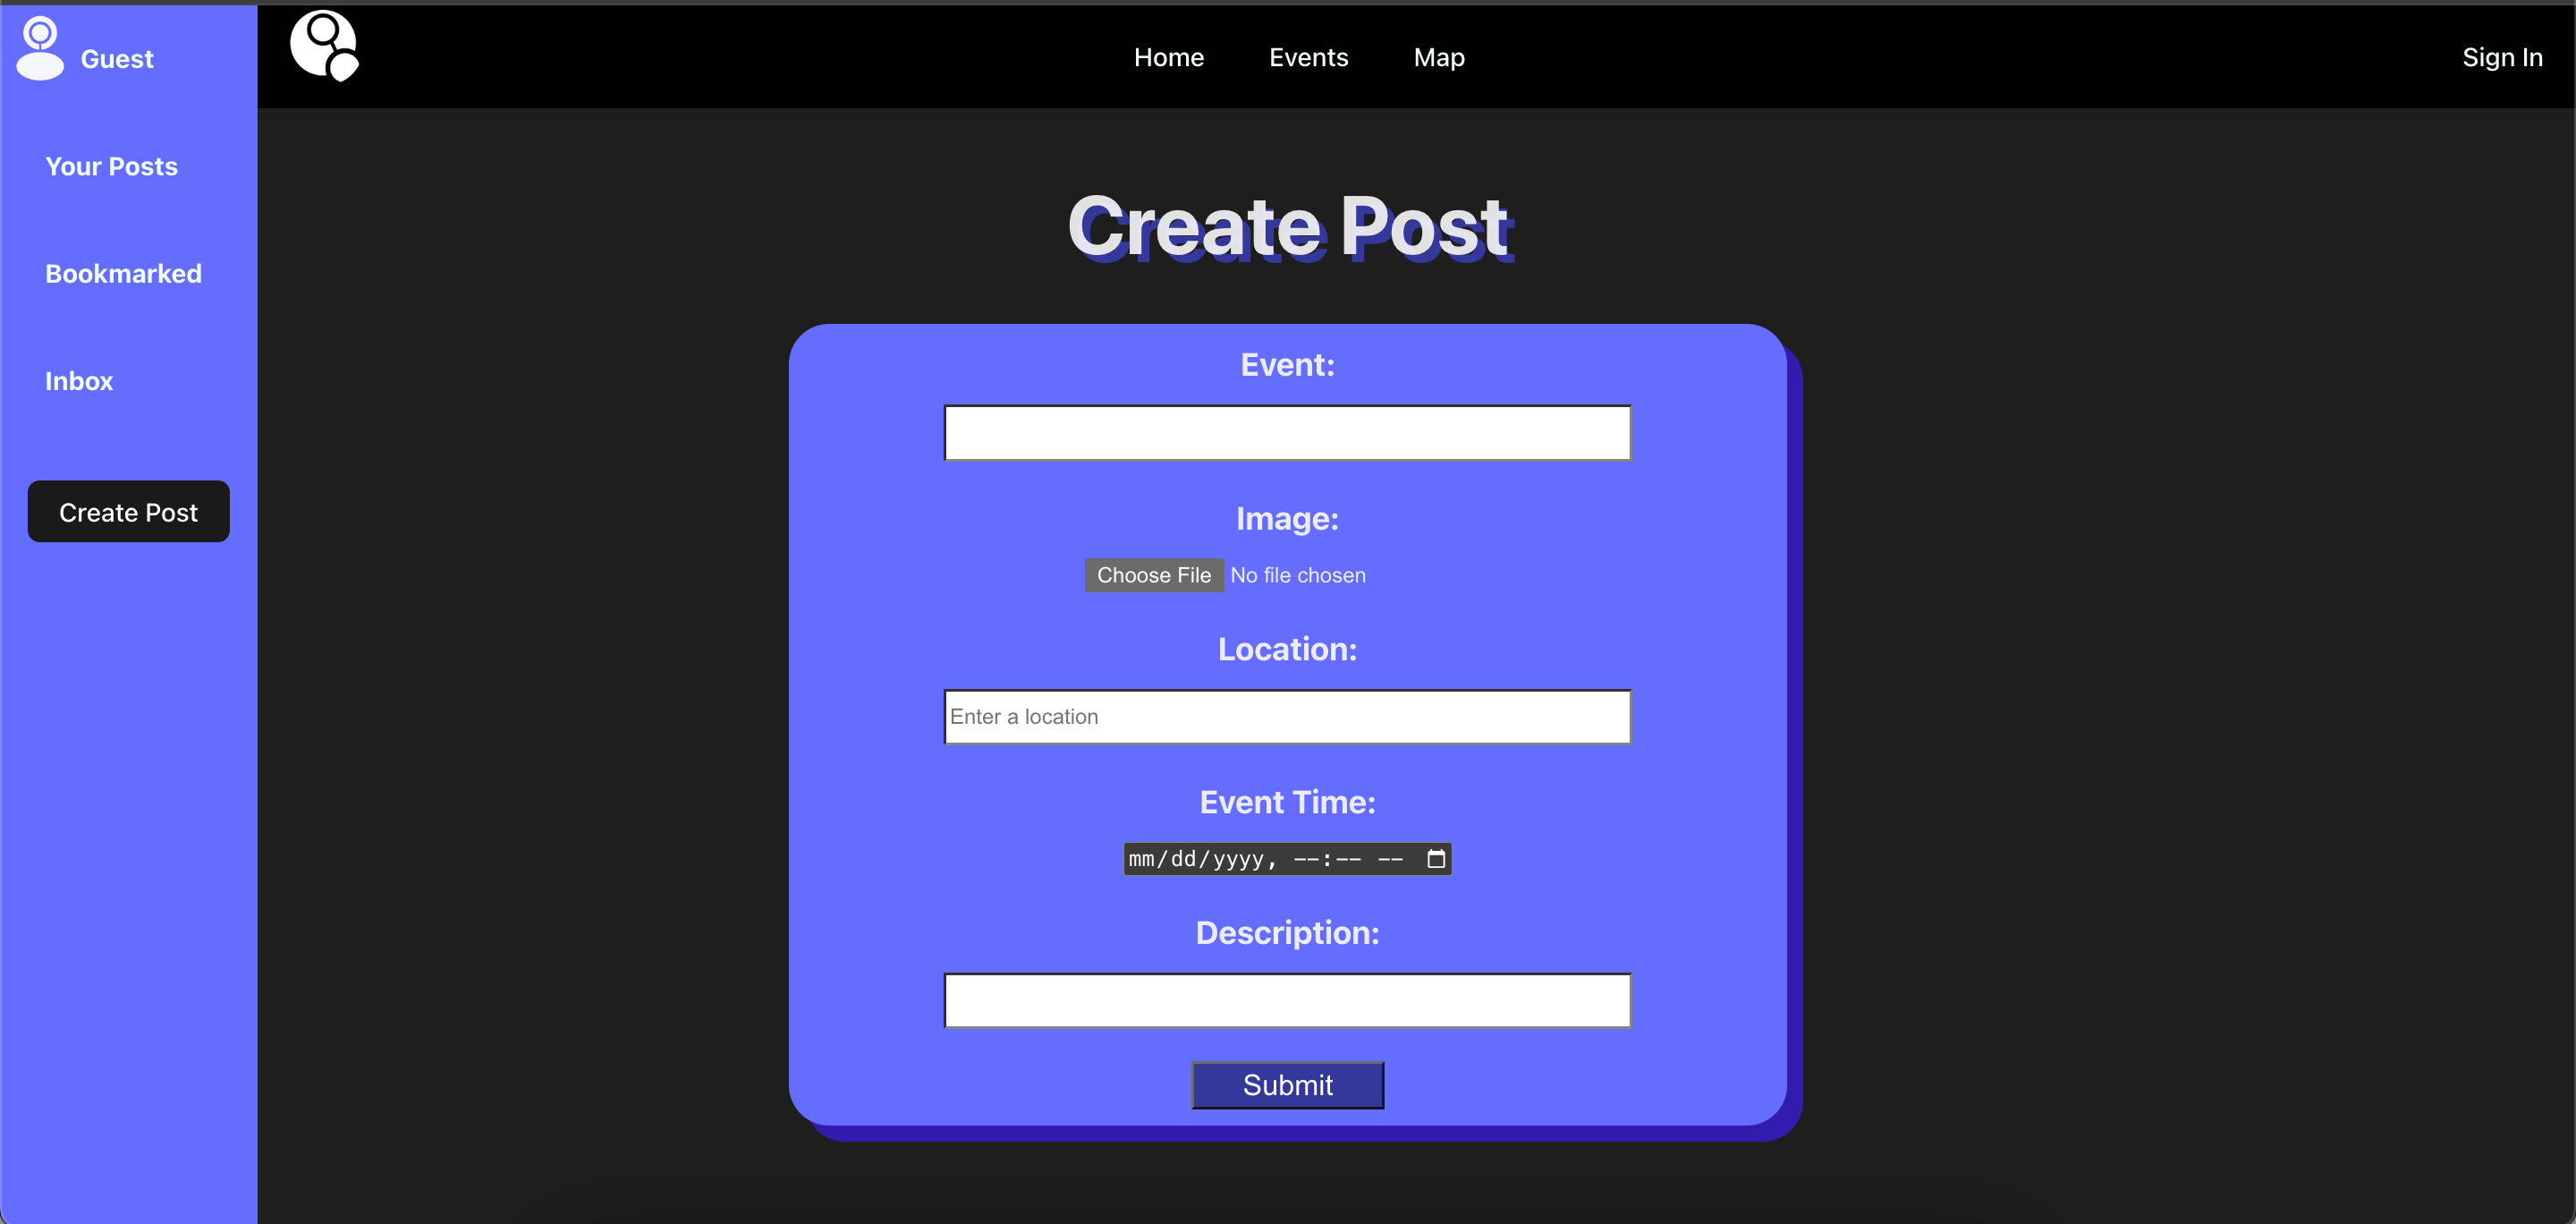 Guest
Home Events Map
Sign In
Your Posts
Bookmarked
Inbox
Create Post
Create Post
Event:
Image:
Choose File No file chosen
Location:
Enter a location
Event Time:
mm/dd/yyyy, --:-- --
Description:
Submit